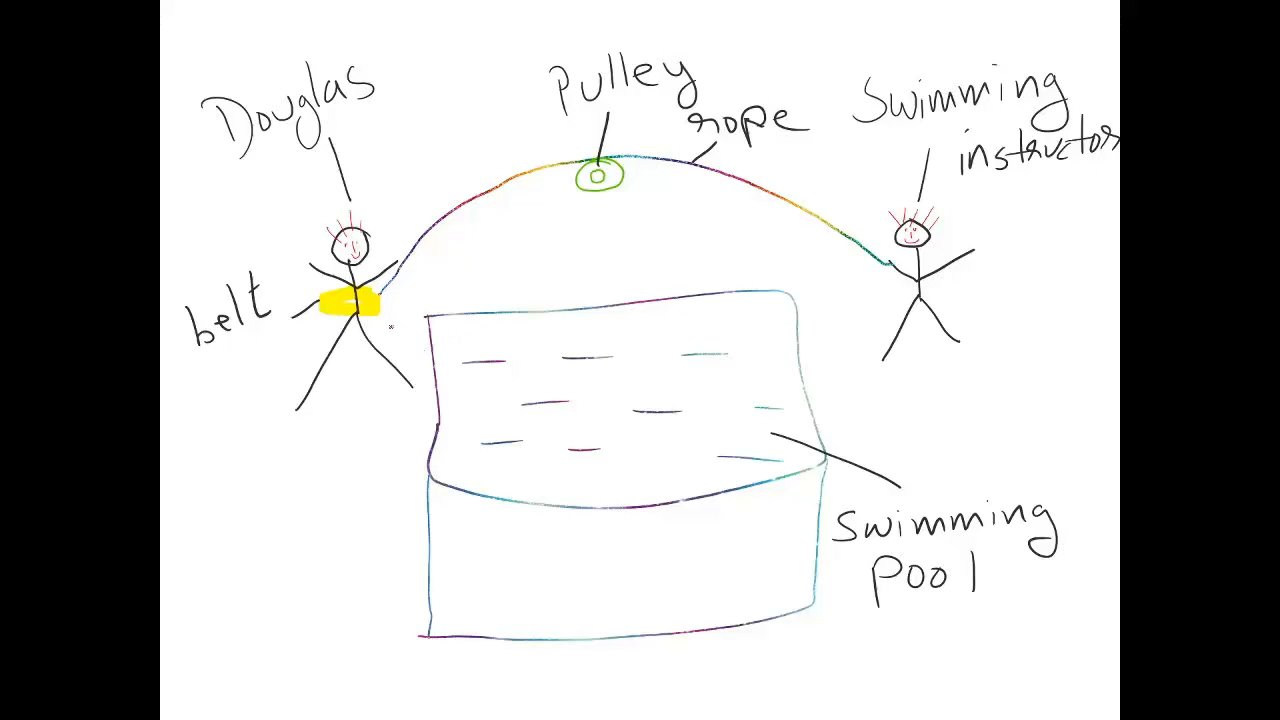 Douglas
Pulley
rope
Swimming
instructor
belt
Swimming
pool